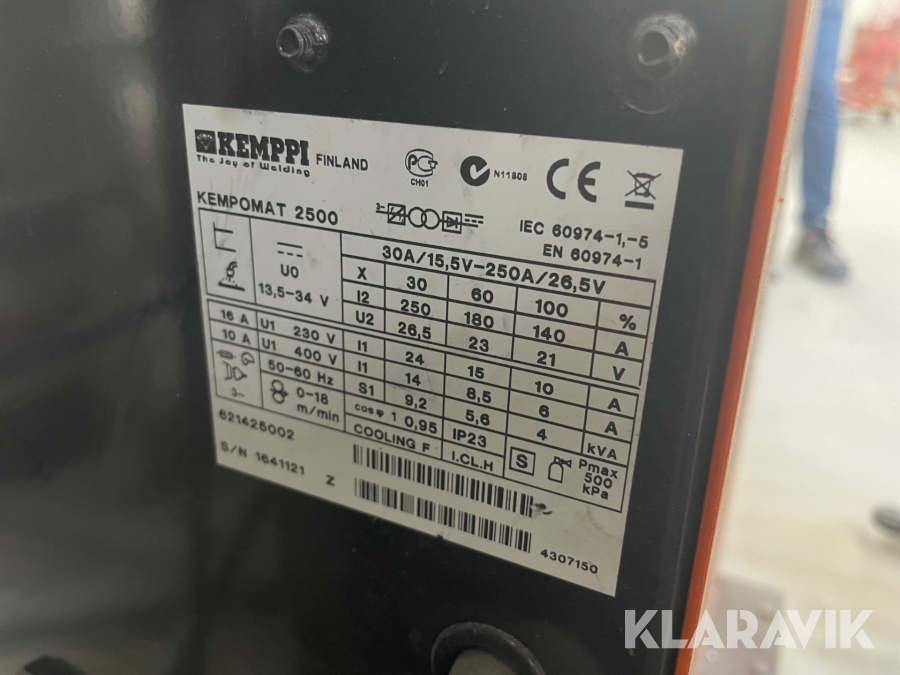 KEMPPI
The Joy of Welding
FINLAND
PG
CH01
N11808
CE
KEMPOMAT 2500
3~
IEC 60974-1,-5
EN 60974-1
30A/15,5V-250A/26,5V
U0
13,5-34 V
X 30 60 100 %
I2 250 180 140 A
U2 26,5 23 21 V
16 A U1 230 V I1 24 15 10 A
10 A U1 400 V I1 14 8,5 6 A
50-60 Hz S1 9,2 5,6 4 kVA
3~
0-18
m/min
cos φ 1 0,95 IP23
COOLING F I.CL.H
S
Pmax
500
kPa
621425002
S/N 1641121 Z
4307150
KLARAVIK